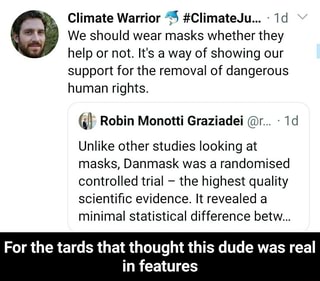 Climate Warrior 🐬 #ClimateJu... · 1d
We should wear masks whether they
help or not. It's a way of showing our
support for the removal of dangerous
human rights.
Robin Monotti Graziadei @r... · 1d
Unlike other studies looking at
masks, Danmask was a randomised
controlled trial – the highest quality
scientific evidence. It revealed a
minimal statistical difference betw...
For the tards that thought this dude was real
in features